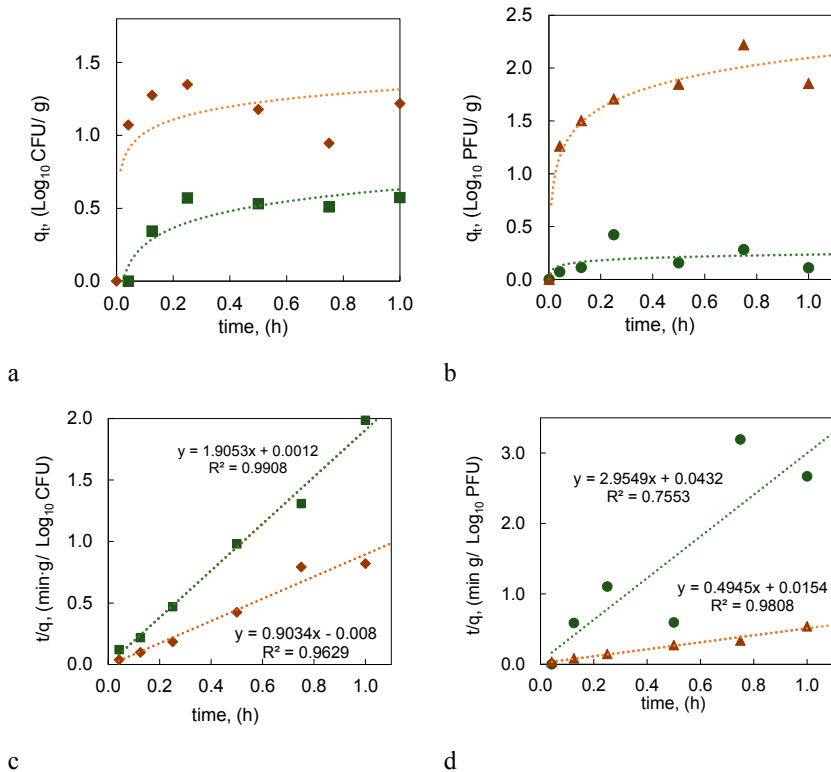 1.5
1.0
0.5
0.0
qₜ, (Log₁₀ CFU/ g)
0.0 0.2 0.4 0.6 0.8 1.0
time, (h)
a
2.5
2.0
1.5
1.0
0.5
0.0
qₜ, (Log₁₀ PFU/ g)
0.0 0.2 0.4 0.6 0.8 1.0
time, (h)
b
2.0
1.5
1.0
0.5
0.0
t/q, (min·g/ Log₁₀ CFU)
y = 1.9053x + 0.0012
R² = 0.9908
y = 0.9034x - 0.008
R² = 0.9629
0.0 0.2 0.4 0.6 0.8 1.0
time, (h)
c
3.0
2.0
1.0
0.0
t/q, (min g/ Log₁₀ PFU)
y = 2.9549x + 0.0432
R² = 0.7553
y = 0.4945x + 0.0154
R² = 0.9808
0.0 0.2 0.4 0.6 0.8 1.0
time, (h)
d